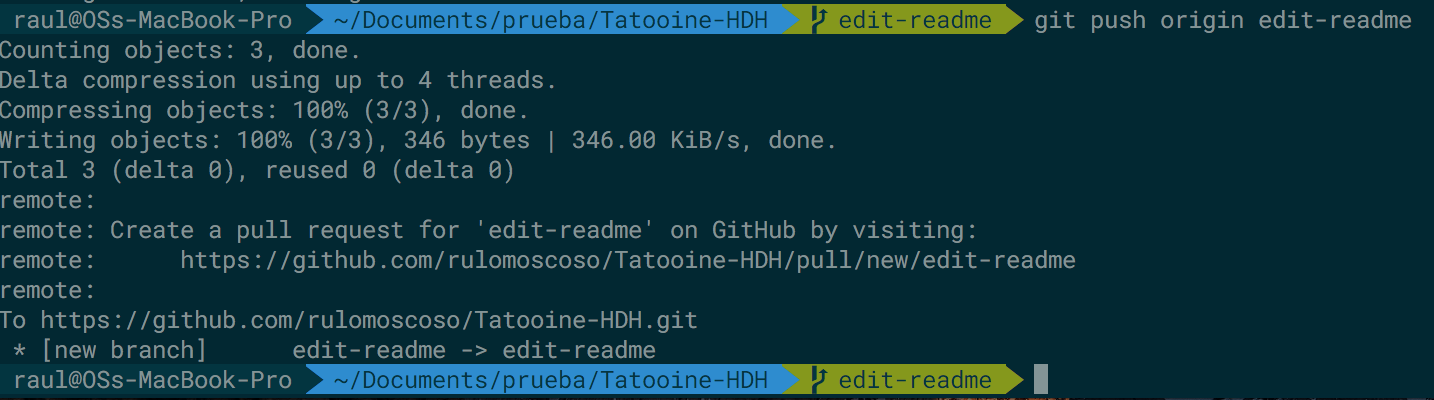 raul@OSs-MacBook-Pro ~/Documents/prueba/Tatooine-HDH edit-readme git push origin edit-readme
Counting objects: 3, done.
Delta compression using up to 4 threads.
Compressing objects: 100% (3/3), done.
Writing objects: 100% (3/3), 346 bytes | 346.00 KiB/s, done.
Total 3 (delta 0), reused 0 (delta 0)
remote:
remote: Create a pull request for 'edit-readme' on GitHub by visiting:
remote:      https://github.com/rulomoscoso/Tatooine-HDH/pull/new/edit-readme
remote:
To https://github.com/rulomoscoso/Tatooine-HDH.git
 * [new branch]      edit-readme -> edit-readme
raul@OSs-MacBook-Pro ~/Documents/prueba/Tatooine-HDH edit-readme